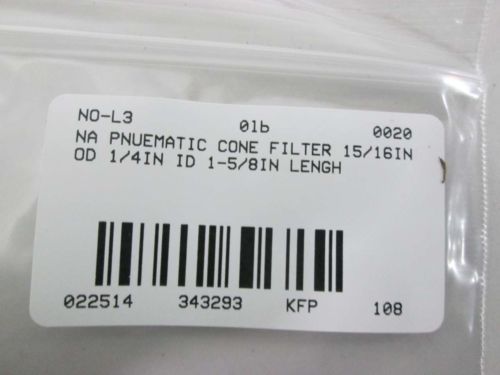 NO-L3 01b 0020
NA PNUEMATIC CONE FILTER 15/16IN
OD 1/4IN ID 1-5/8IN LENGH
022514 343293 KFP 108